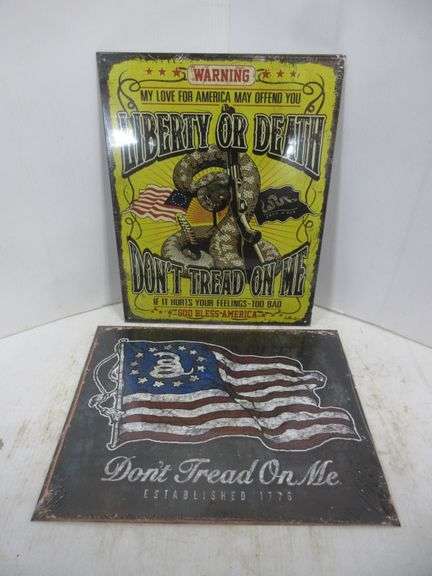 WARNING
MY LOVE FOR AMERICA MAY OFFEND YOU
LIBERTY OR DEATH
DON'T TREAD ON ME
IF IT HURTS YOUR FEELINGS-TOO BAD
GOD BLESS AMERICA
Don't Tread On Me
ESTABLISHED 1776